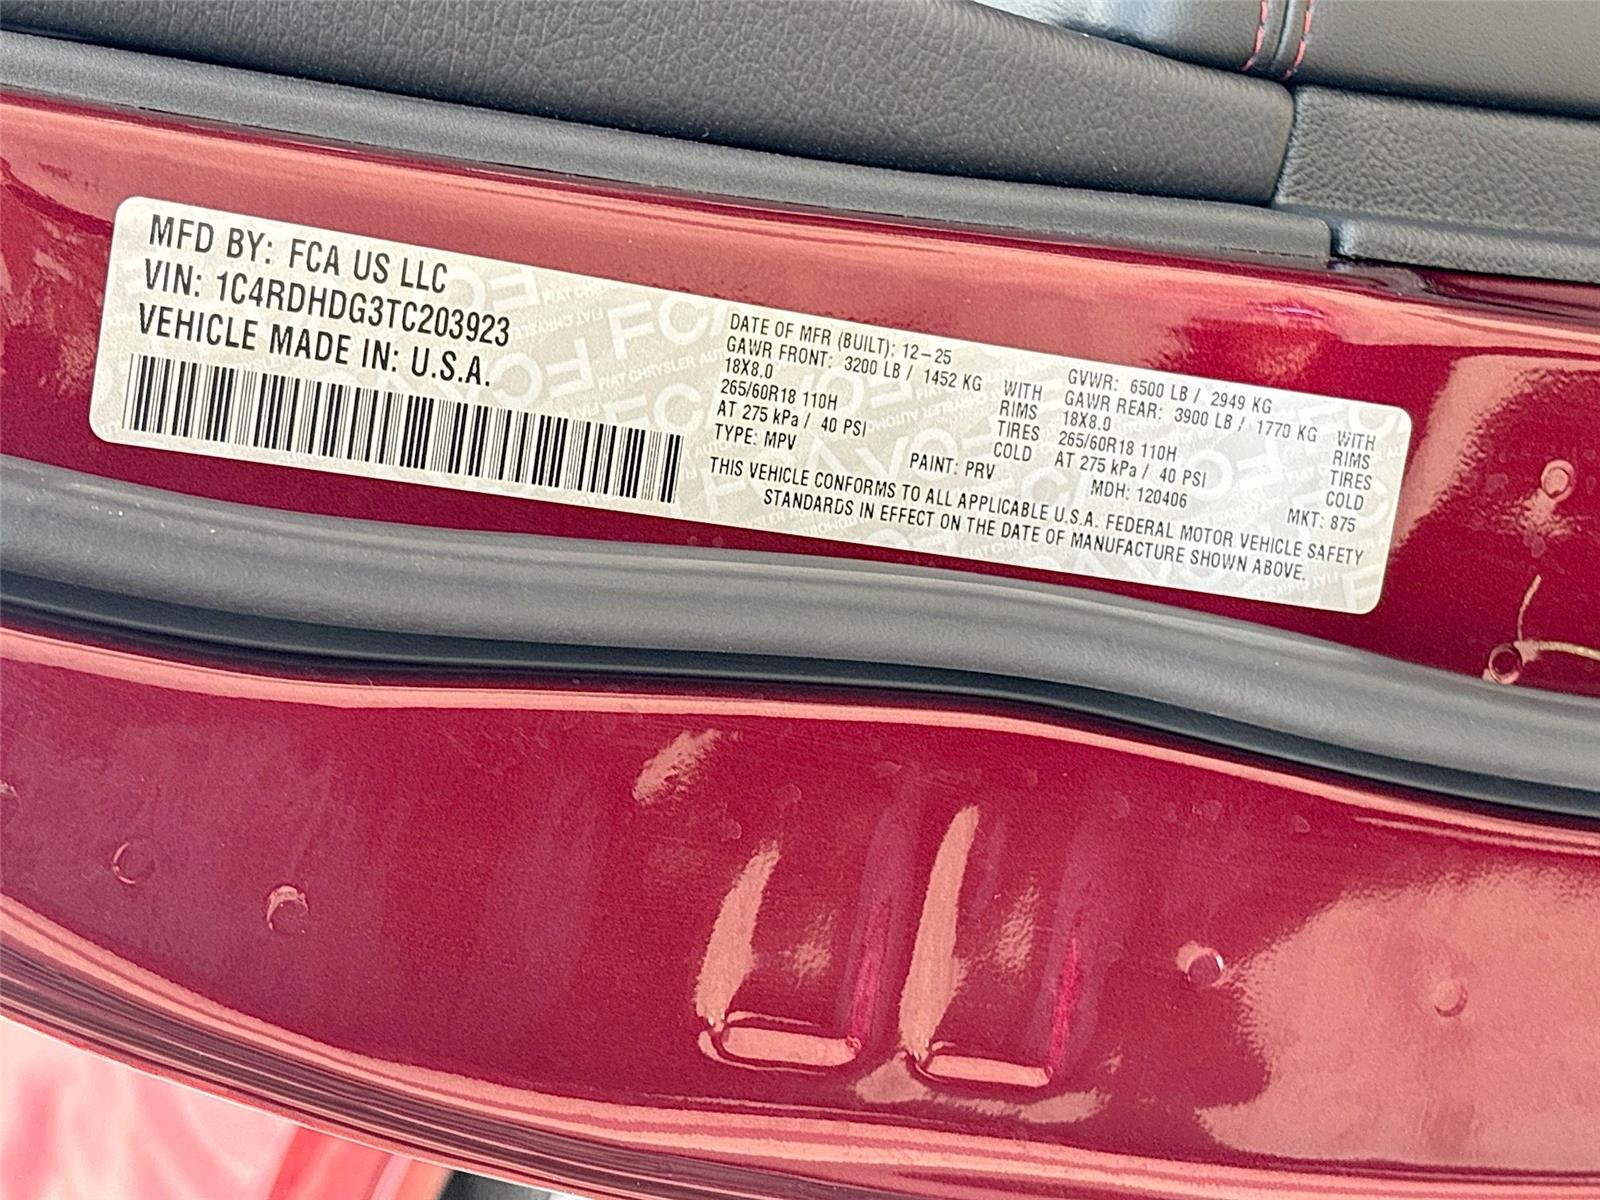 MFD BY: FCA US LLC
VIN: 1C4RDHDG3TC203923
VEHICLE MADE IN: U.S.A.
DATE OF MFR (BUILT): 12-25
GAWR FRONT: 3200 LB / 1452 KG WITH
18X8.0 RIMS
265/60R18 110H TIRES
AT 275 kPa / 40 PSI COLD
TYPE: MPV
PAINT: PRV
GVWR: 6500 LB / 2949 KG
GAWR REAR: 3900 LB / 1770 KG WITH
18X8.0 RIMS
265/60R18 110H TIRES
AT 275 kPa / 40 PSI COLD
MDH: 120406
MKT: 875
THIS VEHICLE CONFORMS TO ALL APPLICABLE U.S.A. FEDERAL MOTOR VEHICLE SAFETY
STANDARDS IN EFFECT ON THE DATE OF MANUFACTURE SHOWN ABOVE.